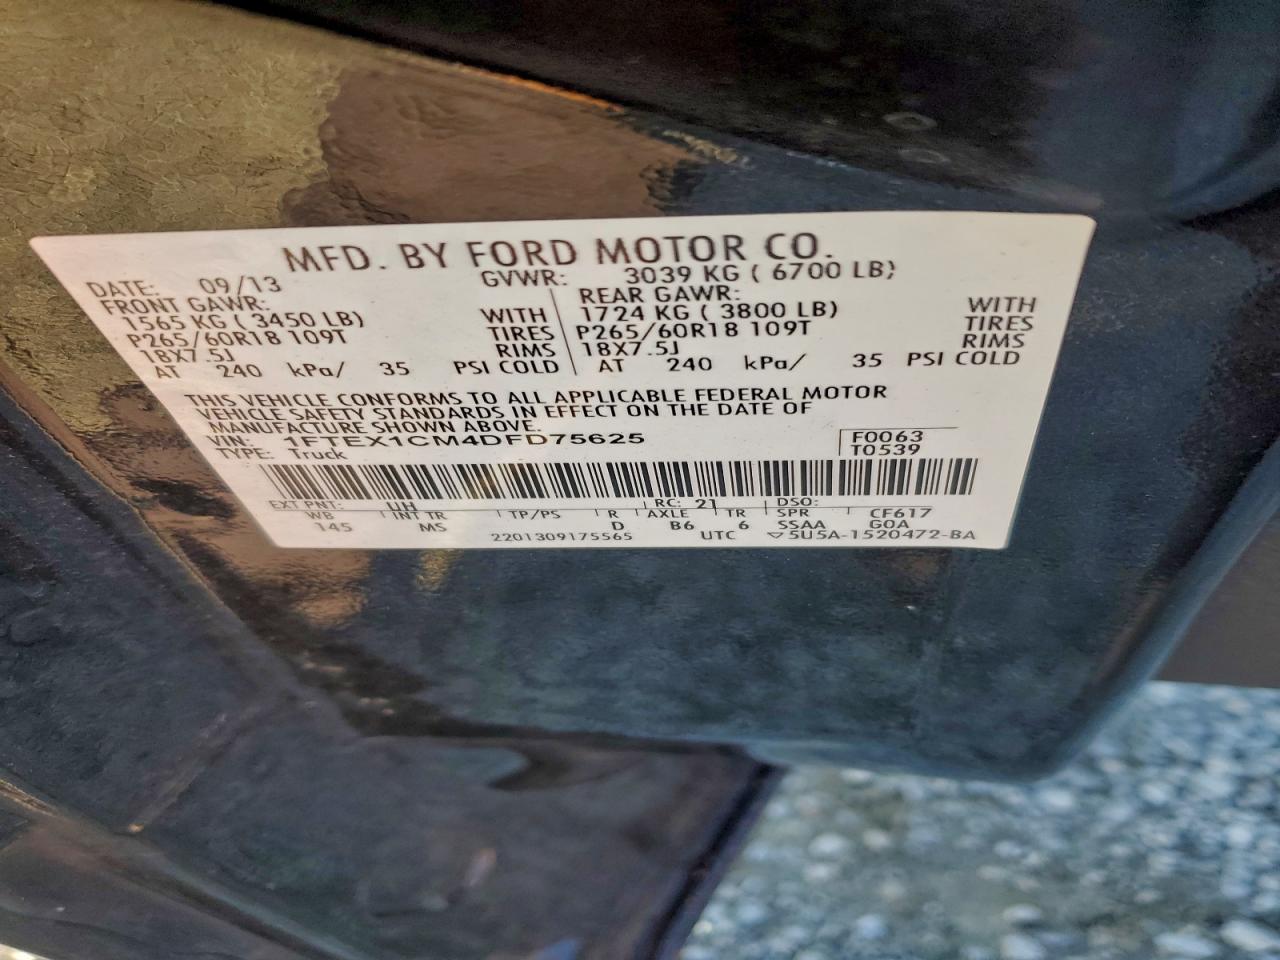 MFD. BY FORD MOTOR CO.
DATE: 09/13 GVWR: 3039 KG ( 6700 LB)
FRONT GAWR: REAR GAWR:
1565 KG ( 3450 LB) WITH 1724 KG ( 3800 LB) WITH
P265/60R18 109T TIRES P265/60R18 109T TIRES
18X7.5J RIMS 18X7.5J RIMS
AT 240 kPa/ 35 PSI COLD AT 240 kPa/ 35 PSI COLD
THIS VEHICLE CONFORMS TO ALL APPLICABLE FEDERAL MOTOR
VEHICLE SAFETY STANDARDS IN EFFECT ON THE DATE OF
MANUFACTURE SHOWN ABOVE.
VIN: 1FTEX1CM4DFD75625 F0063
TYPE: Truck T0539
EXT PNT: UH RC: 21 DSO:
WB INT TR TP/PS R AXLE TR SPR CF617
145 MS D B6 6 SSAA G0A
2201309175565 UTC ▽5U5A-1520472-BA